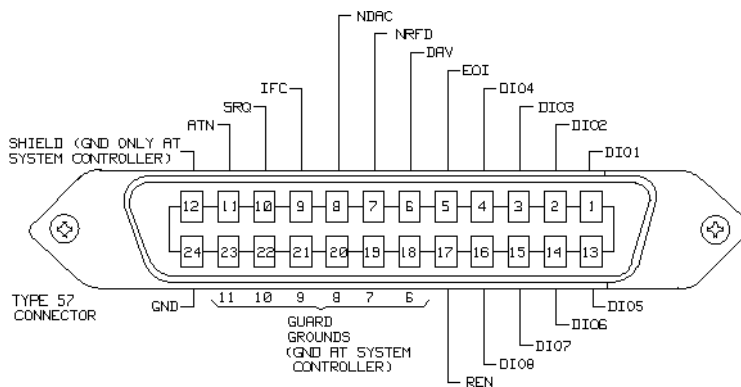 NDAC
NRFD
DAV
EOI
IFC
DIO4
SRQ
DIO3
ATN
DIO2
SHIELD (GND ONLY AT
SYSTEM CONTROLLER)
DIO1
12 11 10 9 8 7 6 5 4 3 2 1
24 23 22 21 20 19 18 17 16 15 14 13
TYPE 57
CONNECTOR
GND
11 10 9 8 7 6
DIO5
GUARD
GROUNDS
(GND AT SYSTEM
CONTROLLER)
DIO6
DIO7
DIO8
REN